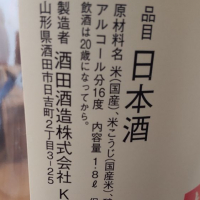 品目 日本酒
原材料名 米(国産)、米こうじ(国産米)、
アルコール分16度 内容量 1.8ℓ
飲酒は20歳になってから。
製造者 酒田酒造株式会社 K
山形県酒田市日吉町2丁目3-25